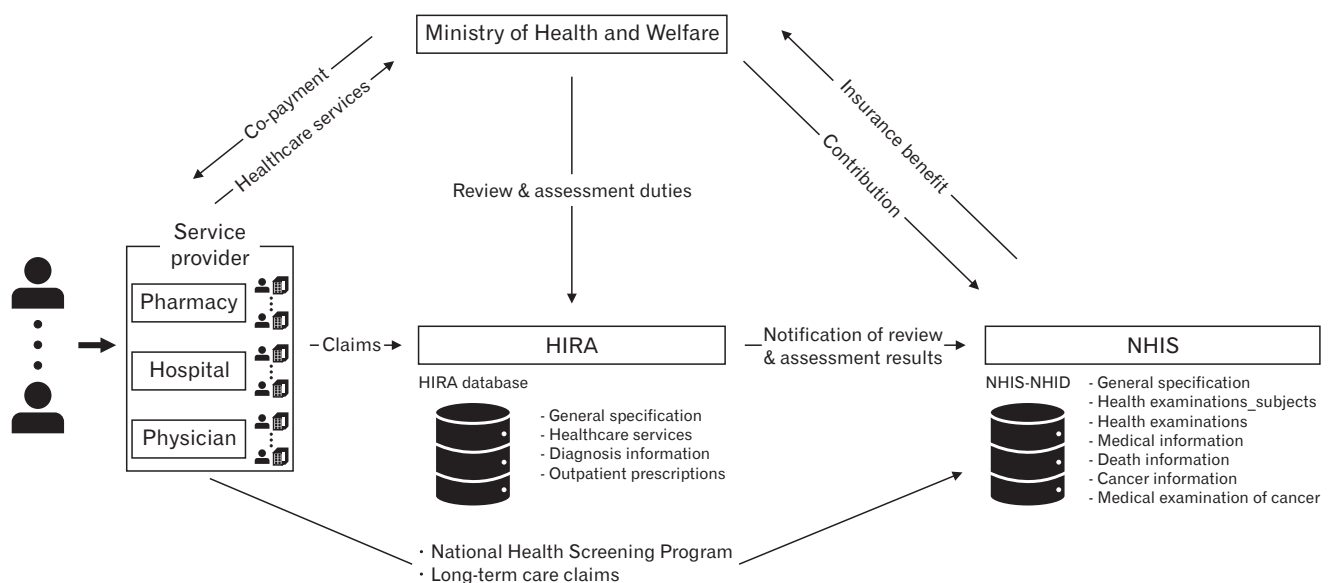 Ministry of Health and Welfare
Co-payment
Healthcare services
Review & assessment duties
Insurance benefit
Contribution
Service
provider
Pharmacy
Hospital
Physician
Claims
HIRA
Notification of review
& assessment results
NHIS
HIRA database
- General specification
- Healthcare services
- Diagnosis information
- Outpatient prescriptions
NHIS-NHID
- General specification
- Health examinations_subjects
- Health examinations
- Medical information
- Death information
- Cancer information
- Medical examination of cancer
· National Health Screening Program
· Long-term care claims